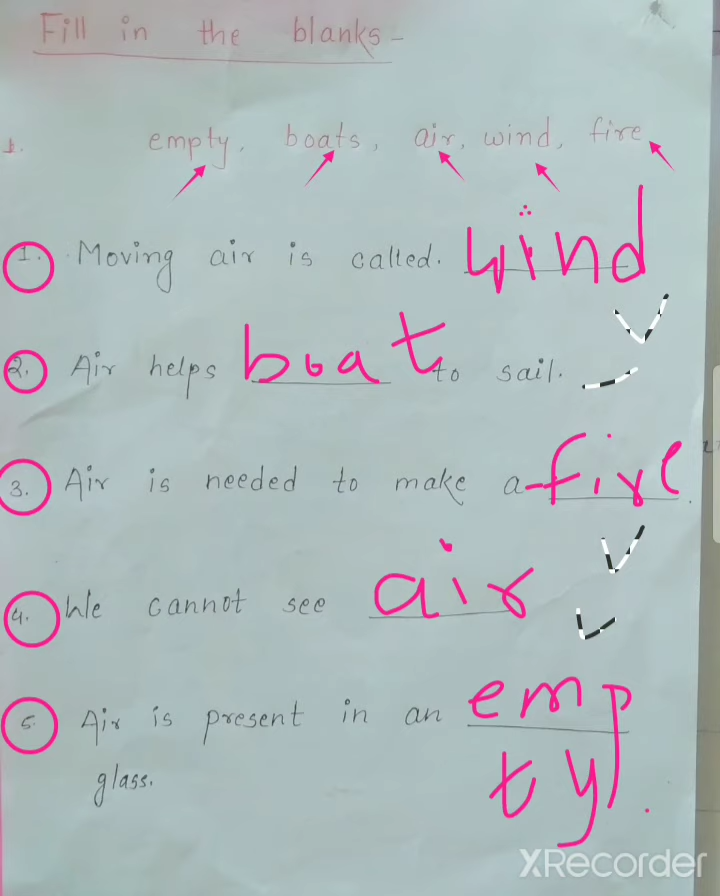 Fill in the blanks -
1. empty, boats, air, wind, fire
1. Moving air is called. wind
2. Air helps boat to sail.
3. Air is needed to make a fire.
4. We cannot see air
5. Air is present in an empty
glass.
XRecorder